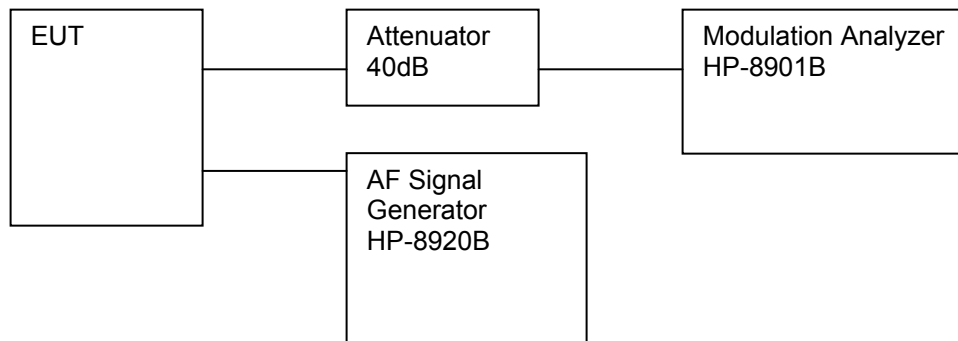 EUT
Attenuator
40dB
Modulation Analyzer
HP-8901B
AF Signal
Generator
HP-8920B